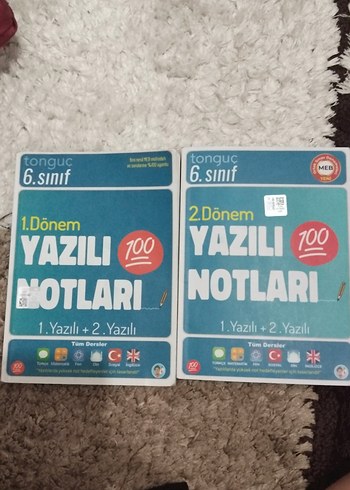 tonguç
6.sınıf
1.Dönem
YAZILI 100
NOTLARI
1.Yazılı + 2.Yazılı
Tüm Dersler
tonguç
6.sınıf
MEB
2.Dönem
YAZILI 100
NOTLARI
1.Yazılı + 2.Yazılı
Tüm Dersler